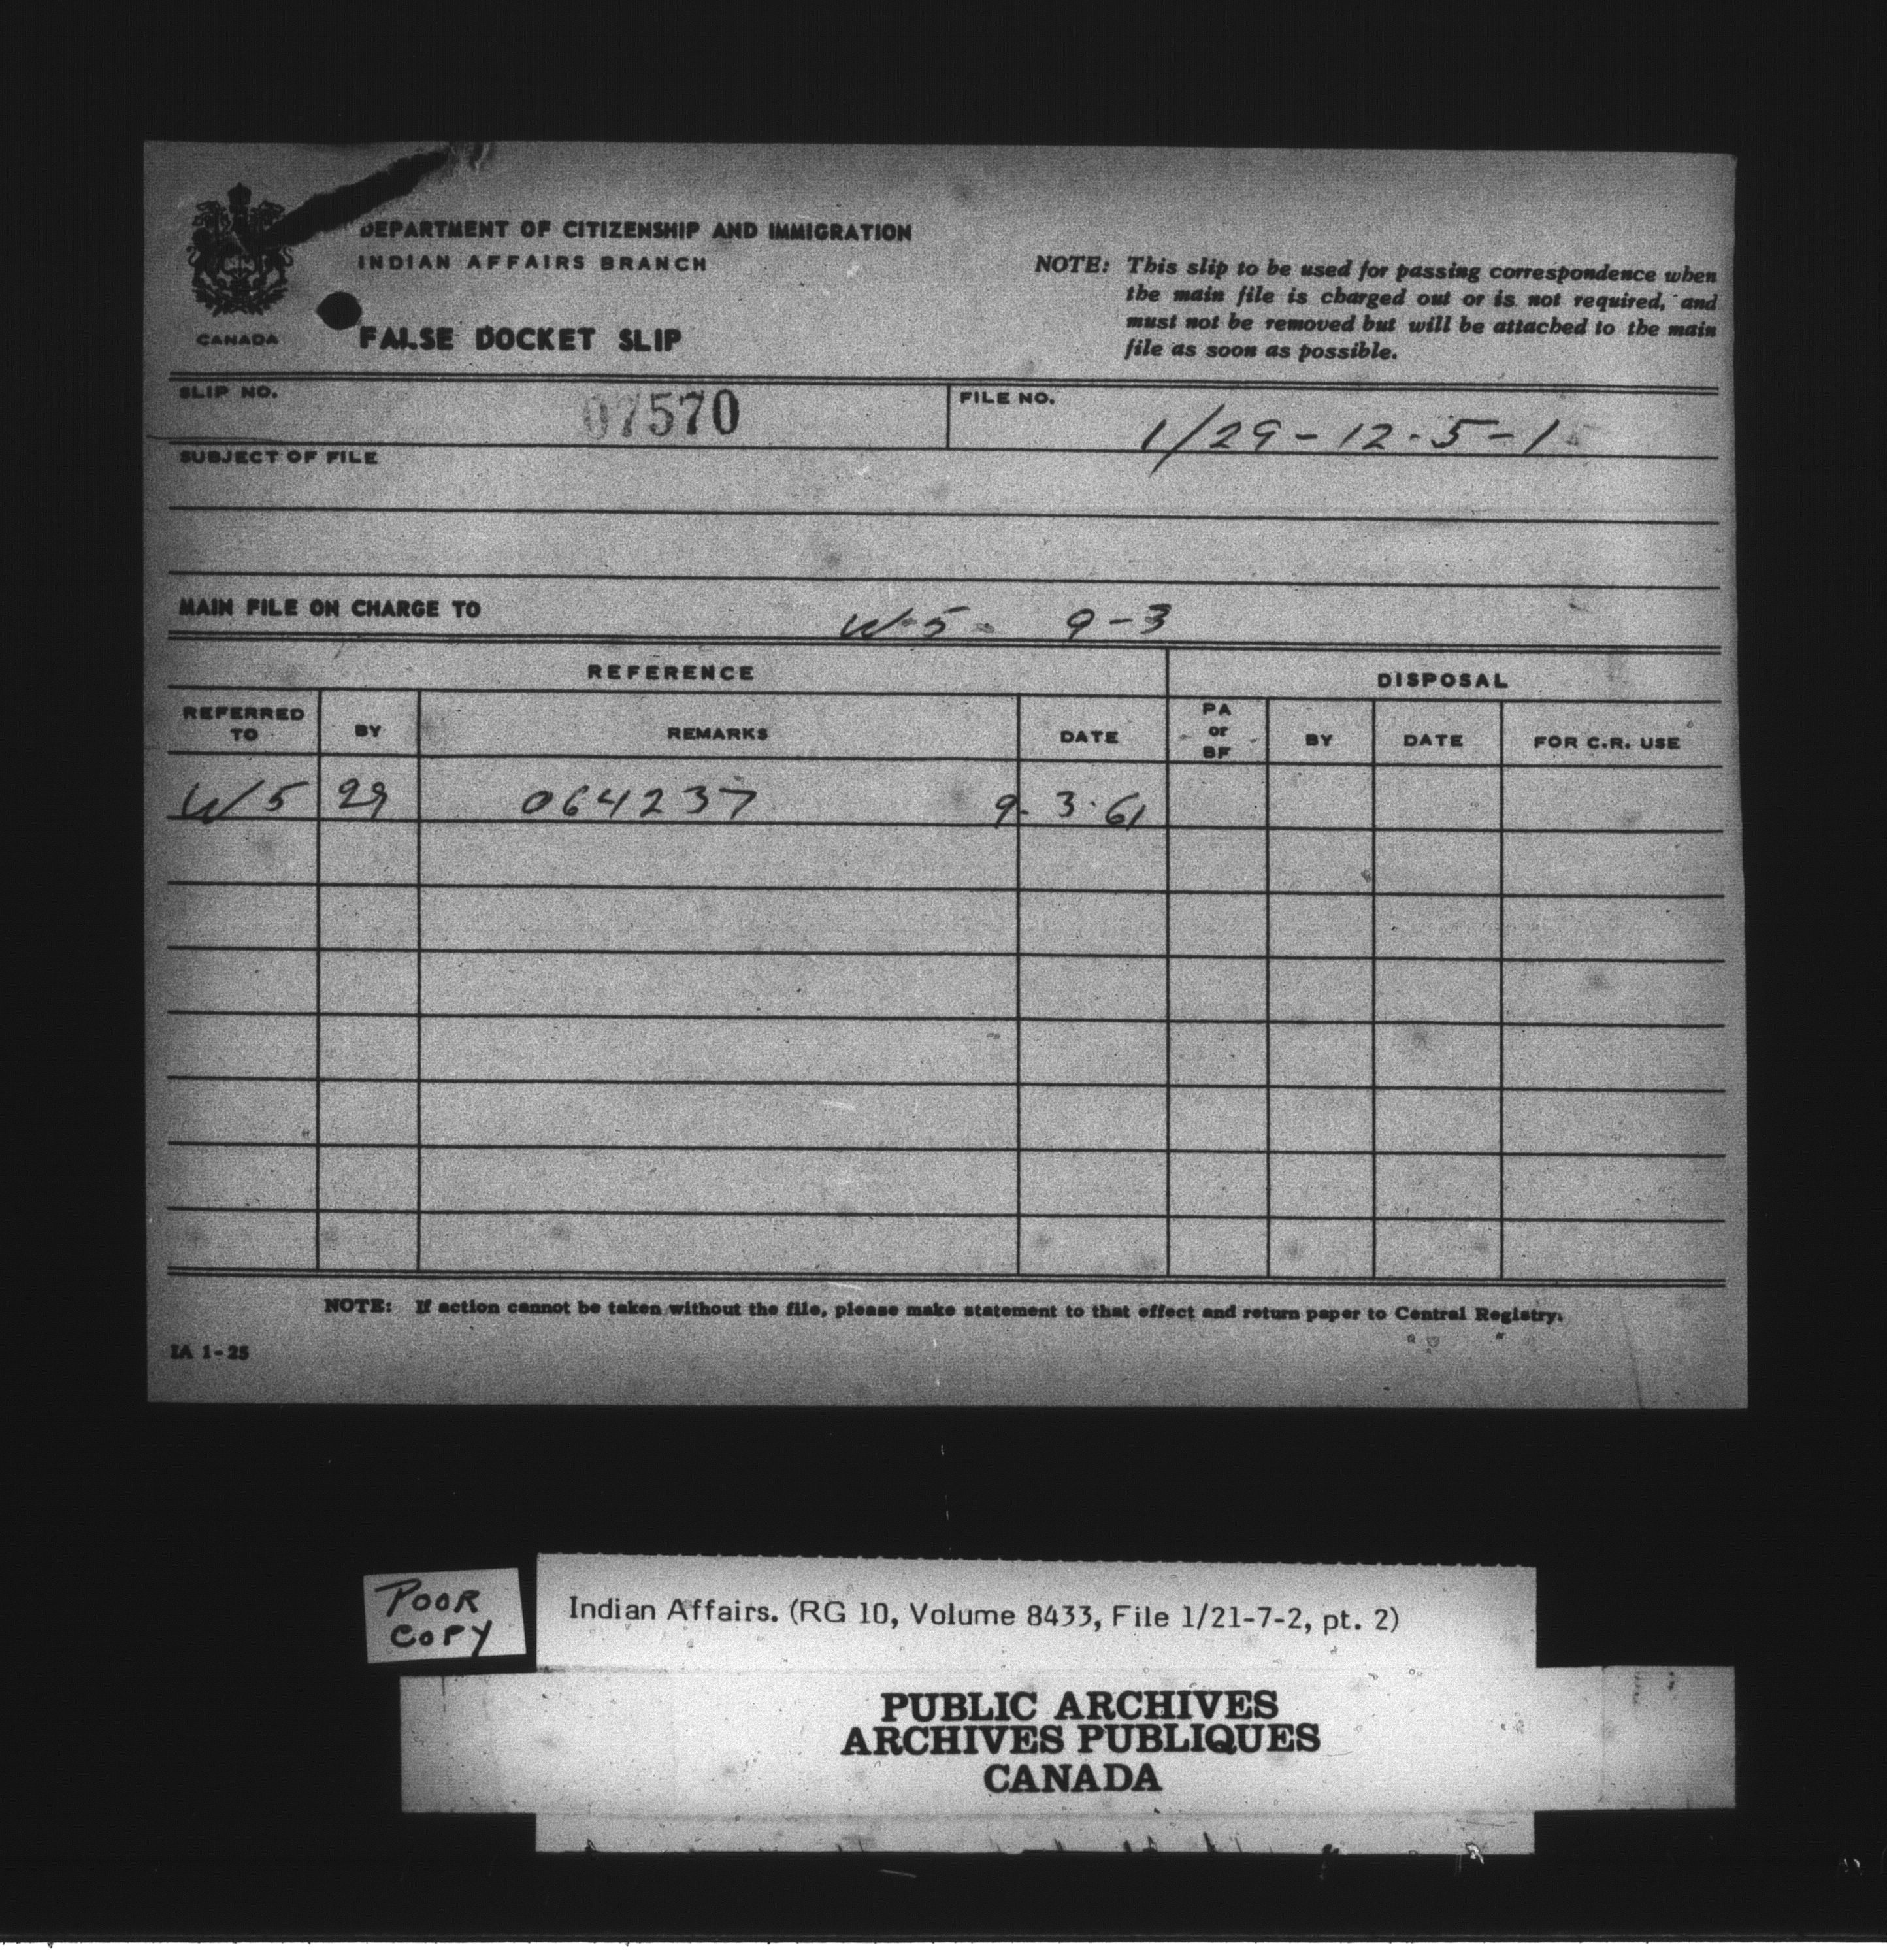 DEPARTMENT OF CITIZENSHIP AND IMMIGRATION
INDIAN AFFAIRS BRANCH
CANADA
FALSE DOCKET SLIP
NOTE: This slip to be used for passing correspondence when
the main file is charged out or is not required, and
must not be removed but will be attached to the main
file as soon as possible.
SLIP NO. 07570
FILE NO. 1/29-12-5-1
SUBJECT OF FILE
MAIN FILE ON CHARGE TO W-5 9-3
REFERENCE DISPOSAL
REFERRED TO BY REMARKS DATE PA or BF BY DATE FOR C.R. USE
W/5 29 064237 9.3.61
NOTE: If action cannot be taken without the file, please make statement to that effect and return paper to Central Registry.
IA 1-25
POOR
COPY
Indian Affairs. (RG 10, Volume 8433, File 1/21-7-2, pt. 2)
PUBLIC ARCHIVES
ARCHIVES PUBLIQUES
CANADA